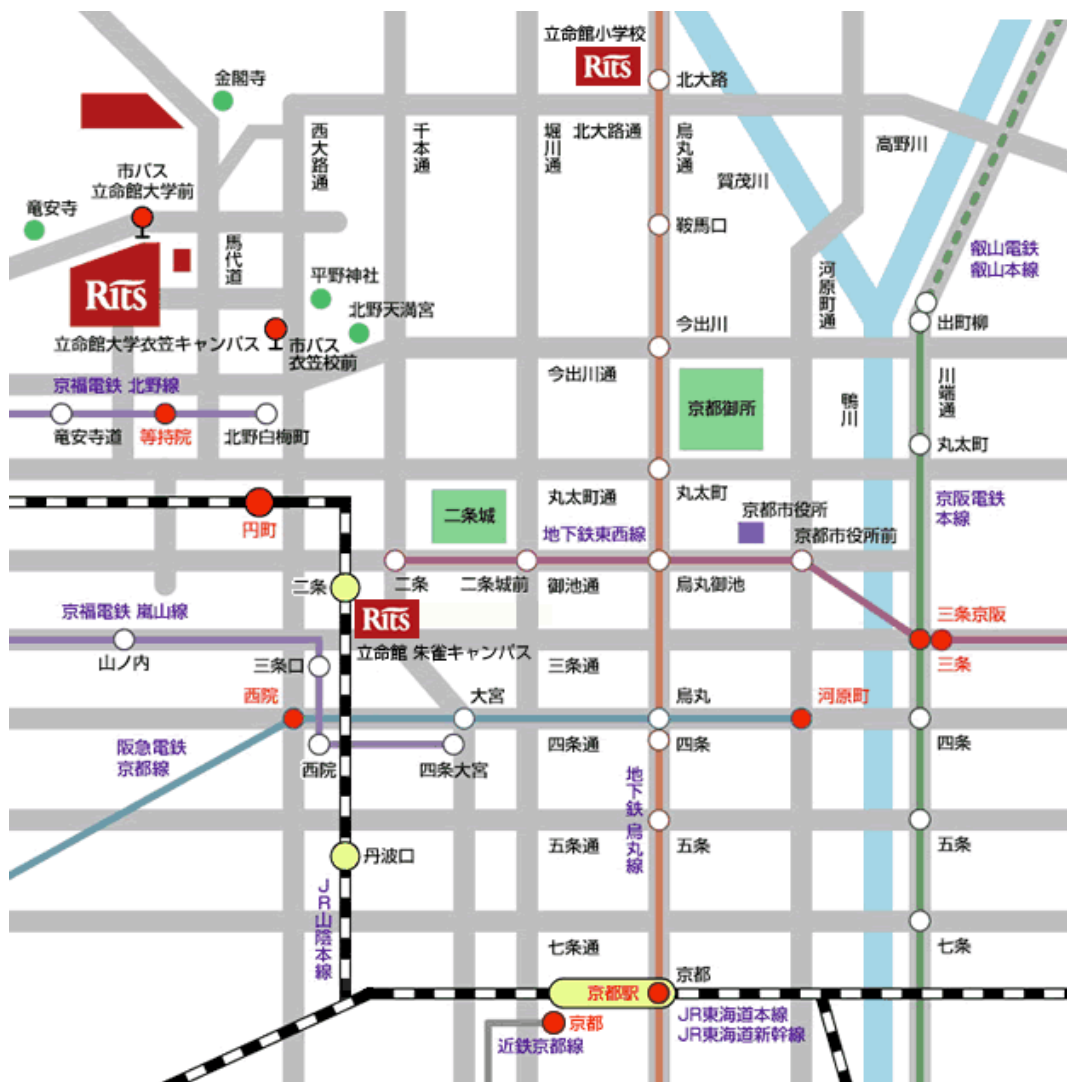 立命館小学校
Rits
北大路
金閣寺
西大路通
千本通
堀川通
北大路通
烏丸通
高野川
賀茂川
市バス
立命館大学前
竜安寺
馬代道
鞍馬口
叡山電鉄
叡山本線
河原町通
平野神社
北野天満宮
Rits
立命館大学衣笠キャンパス
市バス
衣笠校前
今出川
出町柳
京福電鉄 北野線
今出川通
京都御所
鴨川
川端通
竜安寺道
等持院
北野白梅町
丸太町
丸太町通
丸太町
京阪電鉄
本線
円町
二条城
地下鉄東西線
京都市役所
京都市役所前
二条
二条
二条城前
御池通
烏丸御池
京福電鉄 嵐山線
Rits
立命館 朱雀キャンパス
三条京阪
山ノ内
三条口
三条通
三条
西院
大宮
烏丸
河原町
阪急電鉄
京都線
西院
四条大宮
四条通
四条
四条
地下鉄 烏丸線
丹波口
五条通
五条
五条
JR山陰本線
七条通
七条
京都
京都駅
京都
近鉄京都線
JR東海道本線
JR東海道新幹線